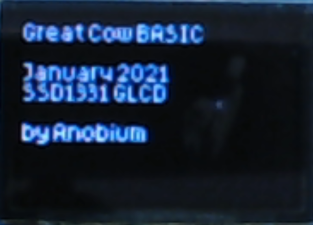 Great Cow BASIC
January 2021
SSD1331 GLCD
by Anobium